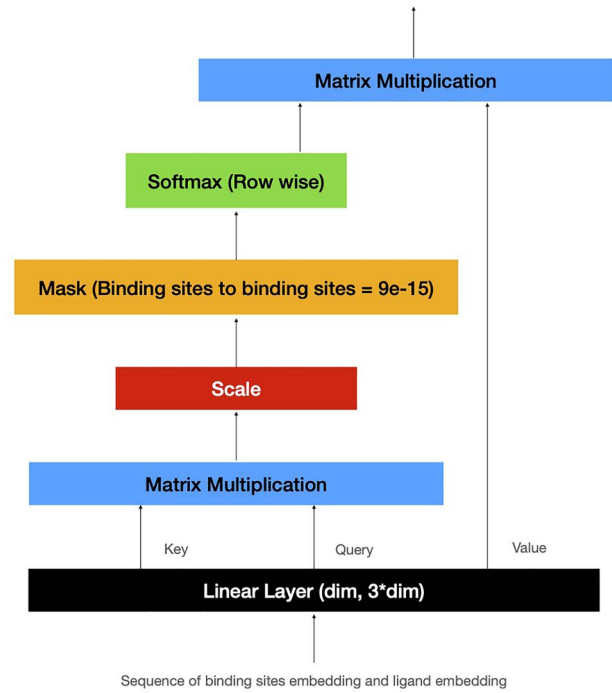 Matrix Multiplication
Softmax (Row wise)
Mask (Binding sites to binding sites = 9e-15)
Scale
Matrix Multiplication
Key
Query
Value
Linear Layer (dim, 3*dim)
Sequence of binding sites embedding and ligand embedding